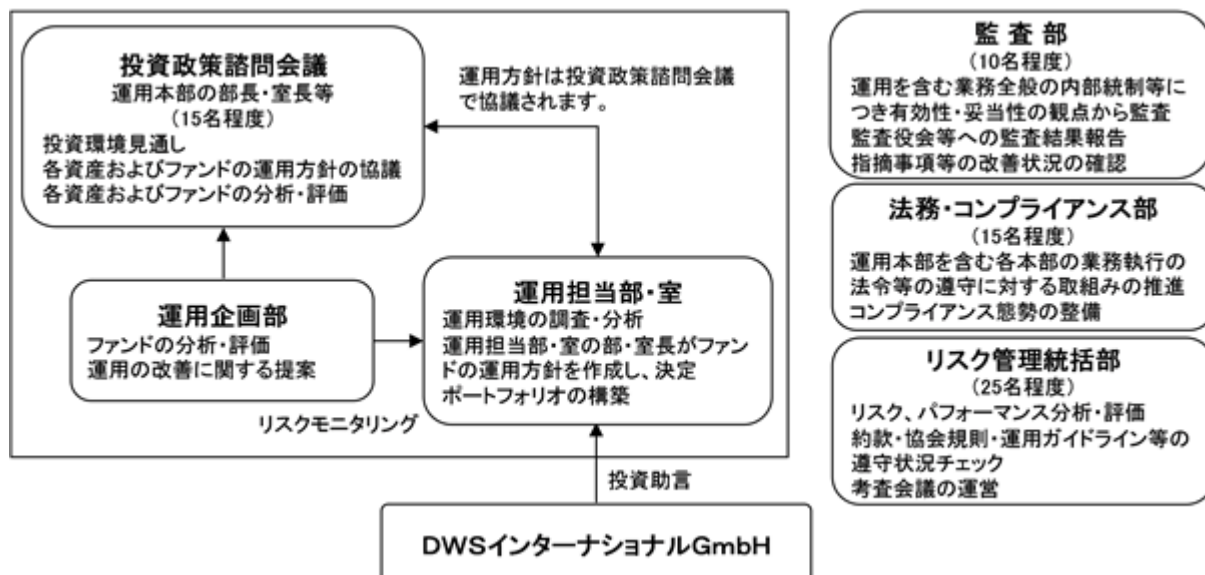 投資政策諮問会議
運用本部の部長・室長等
(15名程度)
投資環境見通し
各資産およびファンドの運用方針の協議
各資産およびファンドの分析・評価
運用方針は投資政策諮問会議
で協議されます。
運用企画部
ファンドの分析・評価
運用の改善に関する提案
リスクモニタリング
運用担当部・室
運用環境の調査・分析
運用担当部・室の部・室長がファン
ドの運用方針を作成し、決定
ポートフォリオの構築
投資助言
DWSインターナショナルGmbH
監査部
(10名程度)
運用を含む業務全般の内部統制等に
つき有効性・妥当性の観点から監査
監査役会等への監査結果報告
指摘事項等の改善状況の確認
法務・コンプライアンス部
(15名程度)
運用本部を含む各本部の業務執行の
法令等の遵守に対する取組みの推進
コンプライアンス態勢の整備
リスク管理統括部
(25名程度)
リスク、パフォーマンス分析・評価
約款・協会規則・運用ガイドライン等の
遵守状況チェック
考査会議の運営